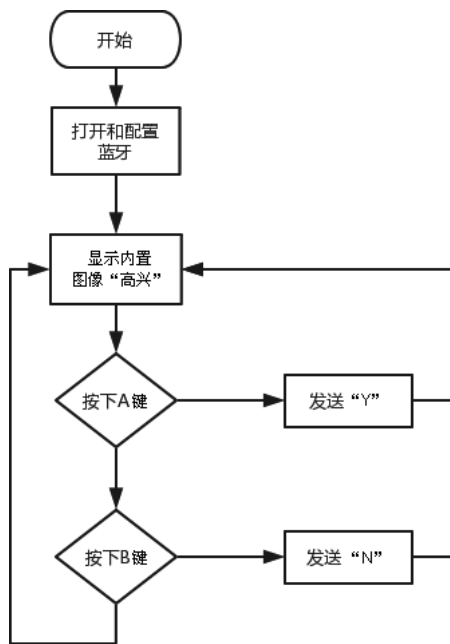 开始
打开和配置
蓝牙
显示内置
图像“高兴”
按下A键
发送“Y”
按下B键
发送“N”